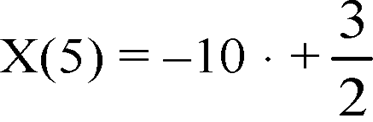 X(5) = –10 · + 3/2